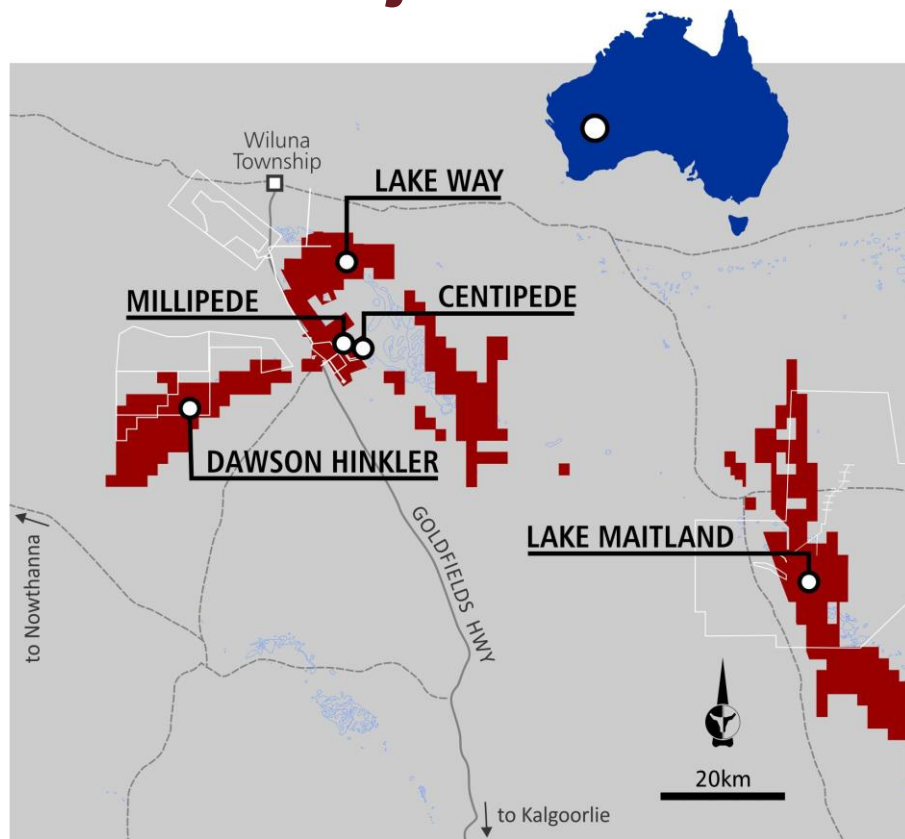 Wiluna
Township
LAKE WAY
MILLIPEDE
CENTIPEDE
DAWSON HINKLER
GOLDFIELDS HWY
LAKE MAITLAND
to Nowthanna
20km
to Kalgoorlie